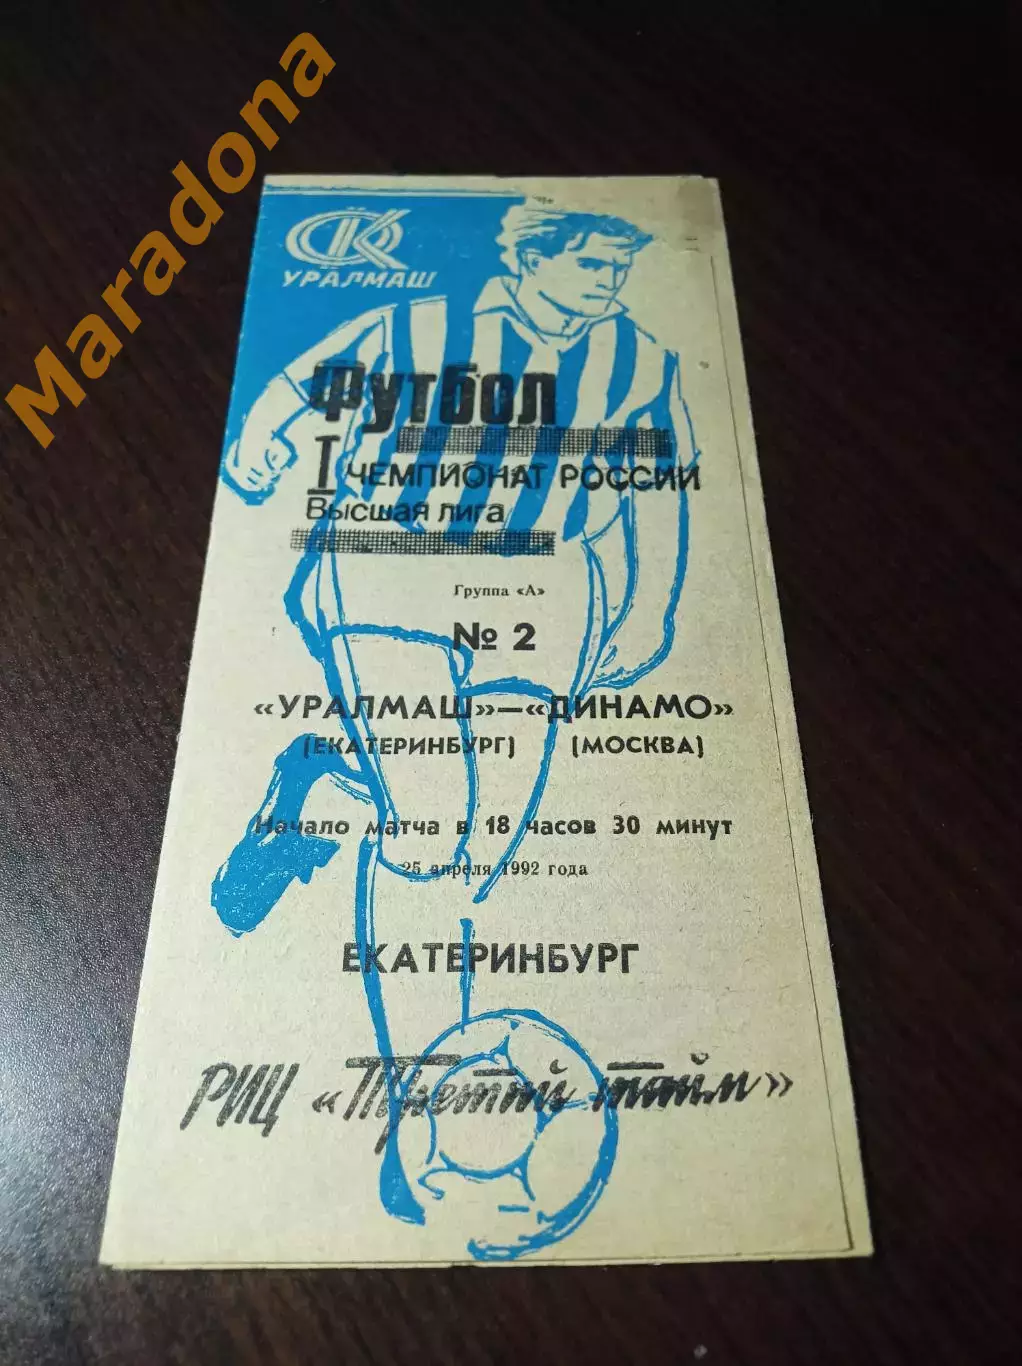 Maradona
СК
УРАЛМАШ
Футбол
I ЧЕМПИОНАТ РОССИИ
Высшая лига
Группа «А»
№ 2
«УРАЛМАШ»—«ДИНАМО»
(ЕКАТЕРИНБУРГ) (МОСКВА)
Начало матча в 18 часов 30 минут
25 апреля 1992 года
ЕКАТЕРИНБУРГ
РИЦ «Третий тайм»